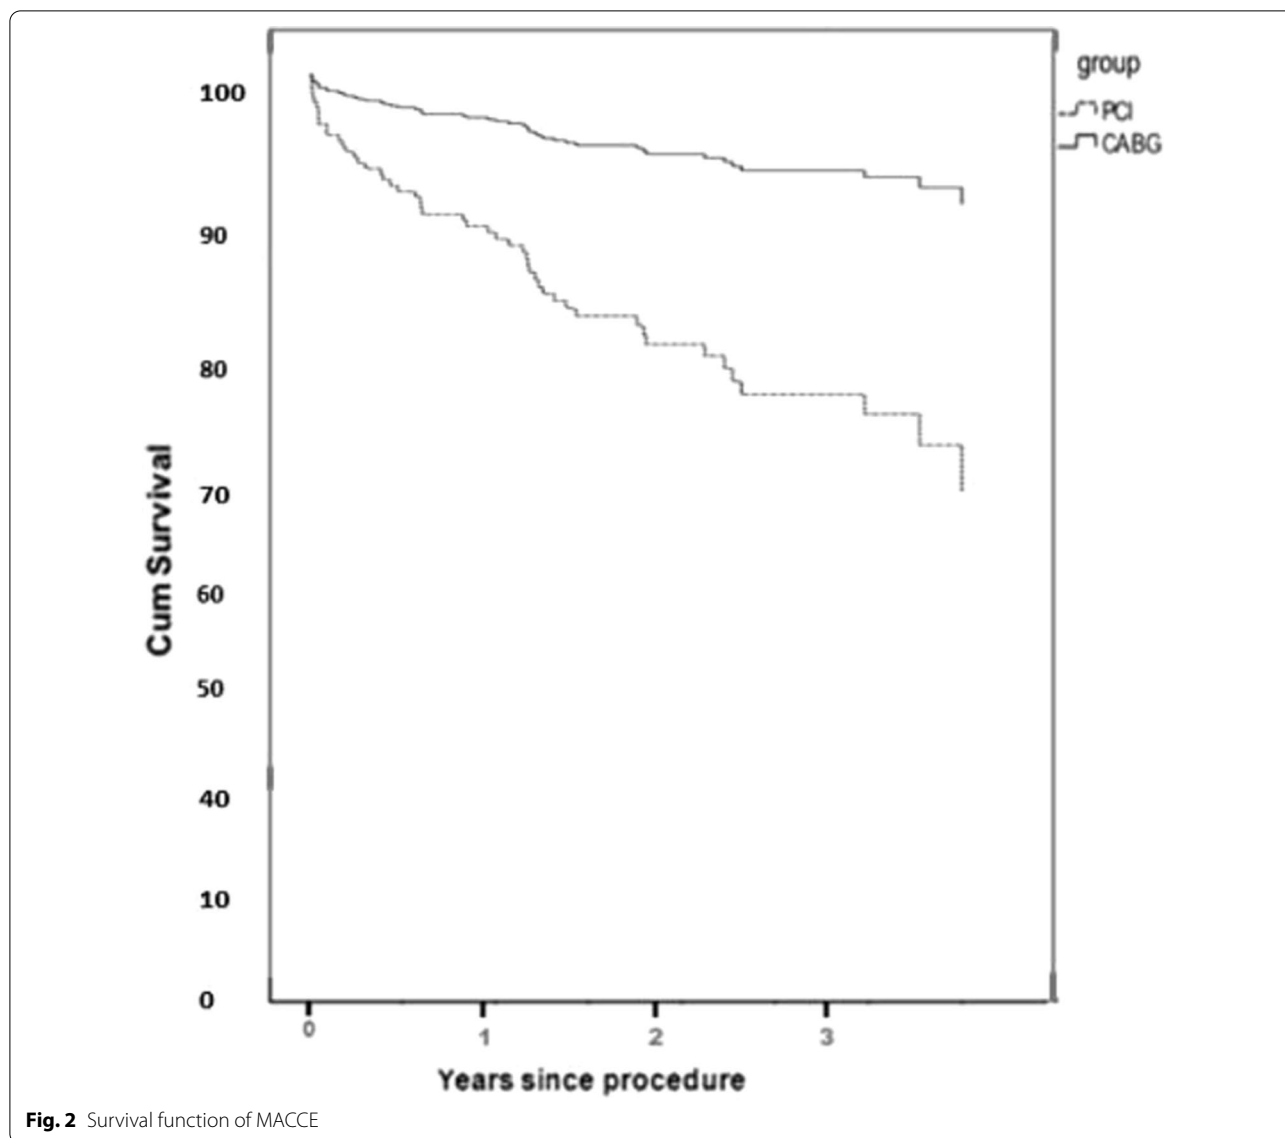 group
PCI
CABG
100
90
80
70
60
50
40
10
0
Cum Survival
0 1 2 3
Years since procedure
Fig. 2 Survival function of MACCE